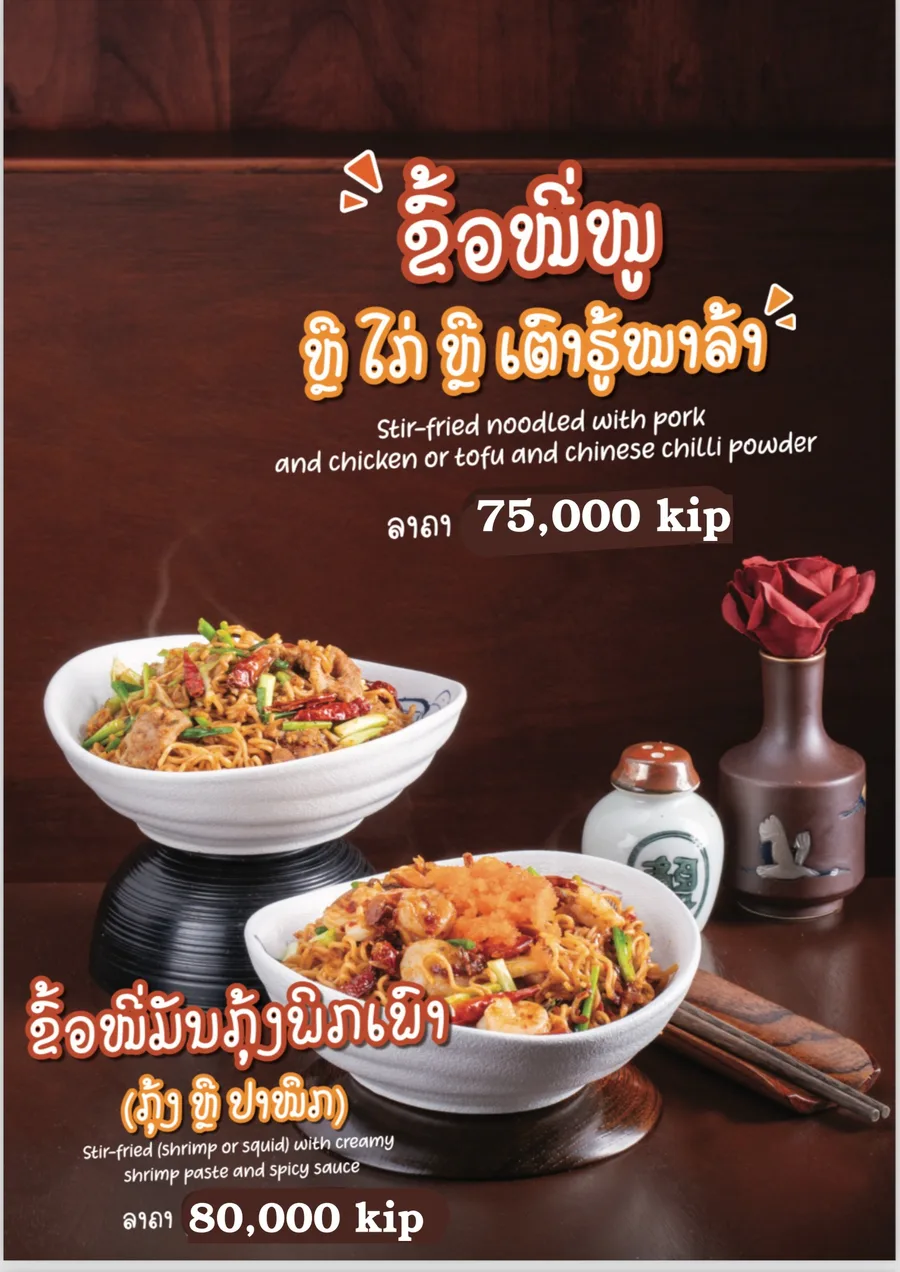 ຂົ້ວໝີ່ໝູ
ຫຼື ໄກ່ ຫຼື ເຕົາຮູ້ໝາລ້າ
Stir-fried noodled with pork
and chicken or tofu and chinese chilli powder
ລາຄາ 75,000 kip
ຂົ້ວໝີ່ມັນກຸ້ງພິກເຜົາ
(ກຸ້ງ ຫຼື ປາໝຶກ)
Stir-fried (shrimp or squid) with creamy
shrimp paste and spicy sauce
ລາຄາ 80,000 kip